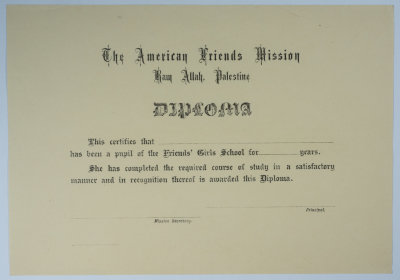 The American Friends Mission
Ram Allah, Palestine
DIPLOMA
This certifies that
has been a pupil of the Friends' Girls School for years.
She has completed the required course of study in a satisfactory
manner and in recognition thereof is awarded this Diploma.
Principal.
Mission Secretary.